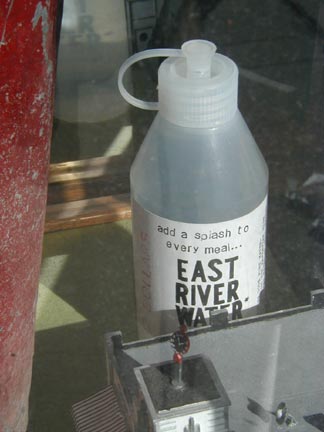 add a splash to
every meal...
EAST
RIVER
WATER.